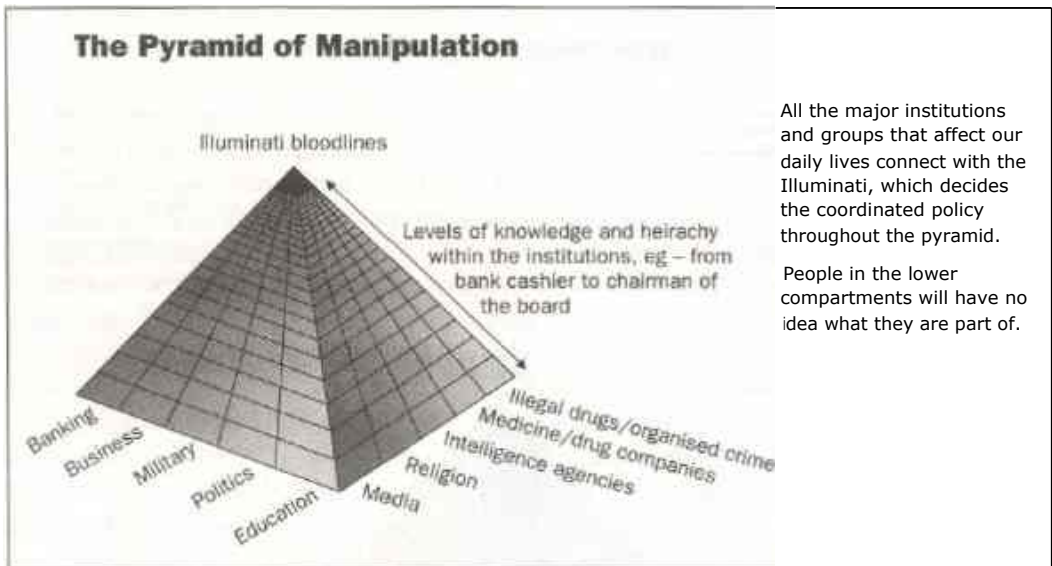 The Pyramid of Manipulation
Illuminati bloodlines
Levels of knowledge and heirachy
within the institutions, eg – from
bank cashier to chairman of
the board
Banking
Business
Military
Politics
Education
Media
Religion
Intelligence agencies
Medicine/drug companies
Illegal drugs/organised crime
All the major institutions
and groups that affect our
daily lives connect with the
Illuminati, which decides
the coordinated policy
throughout the pyramid.
People in the lower
compartments will have no
idea what they are part of.